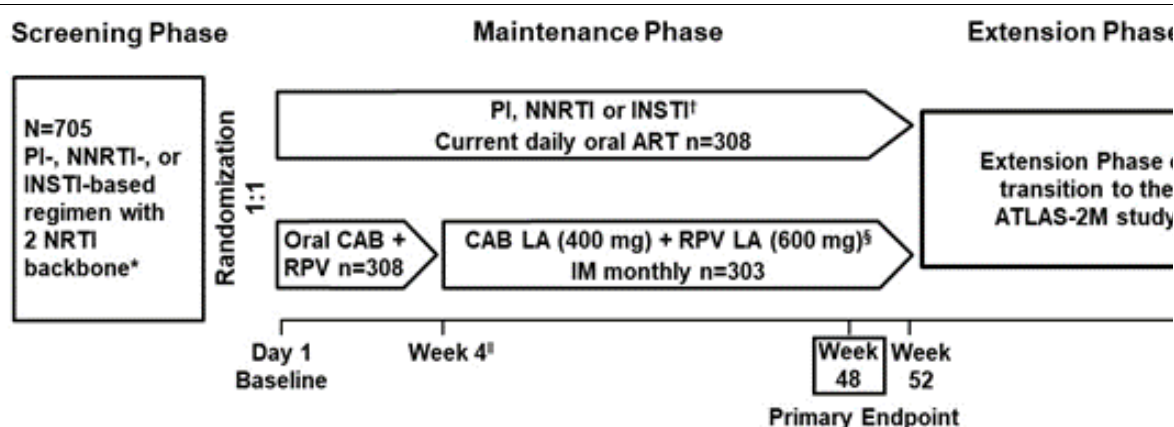 Screening Phase
Maintenance Phase
Extension Phase
N=705
PI-, NNRTI-, or
INSTI-based
regimen with
2 NRTI
backbone*
Randomization
1:1
PI, NNRTI or INSTI†
Current daily oral ART n=308
Oral CAB +
RPV n=308
CAB LA (400 mg) + RPV LA (600 mg)§
IM monthly n=303
Extension Phase
transition to the
ATLAS-2M study
Day 1
Baseline
Week 4‖
Week
48
Week
52
Primary Endpoint